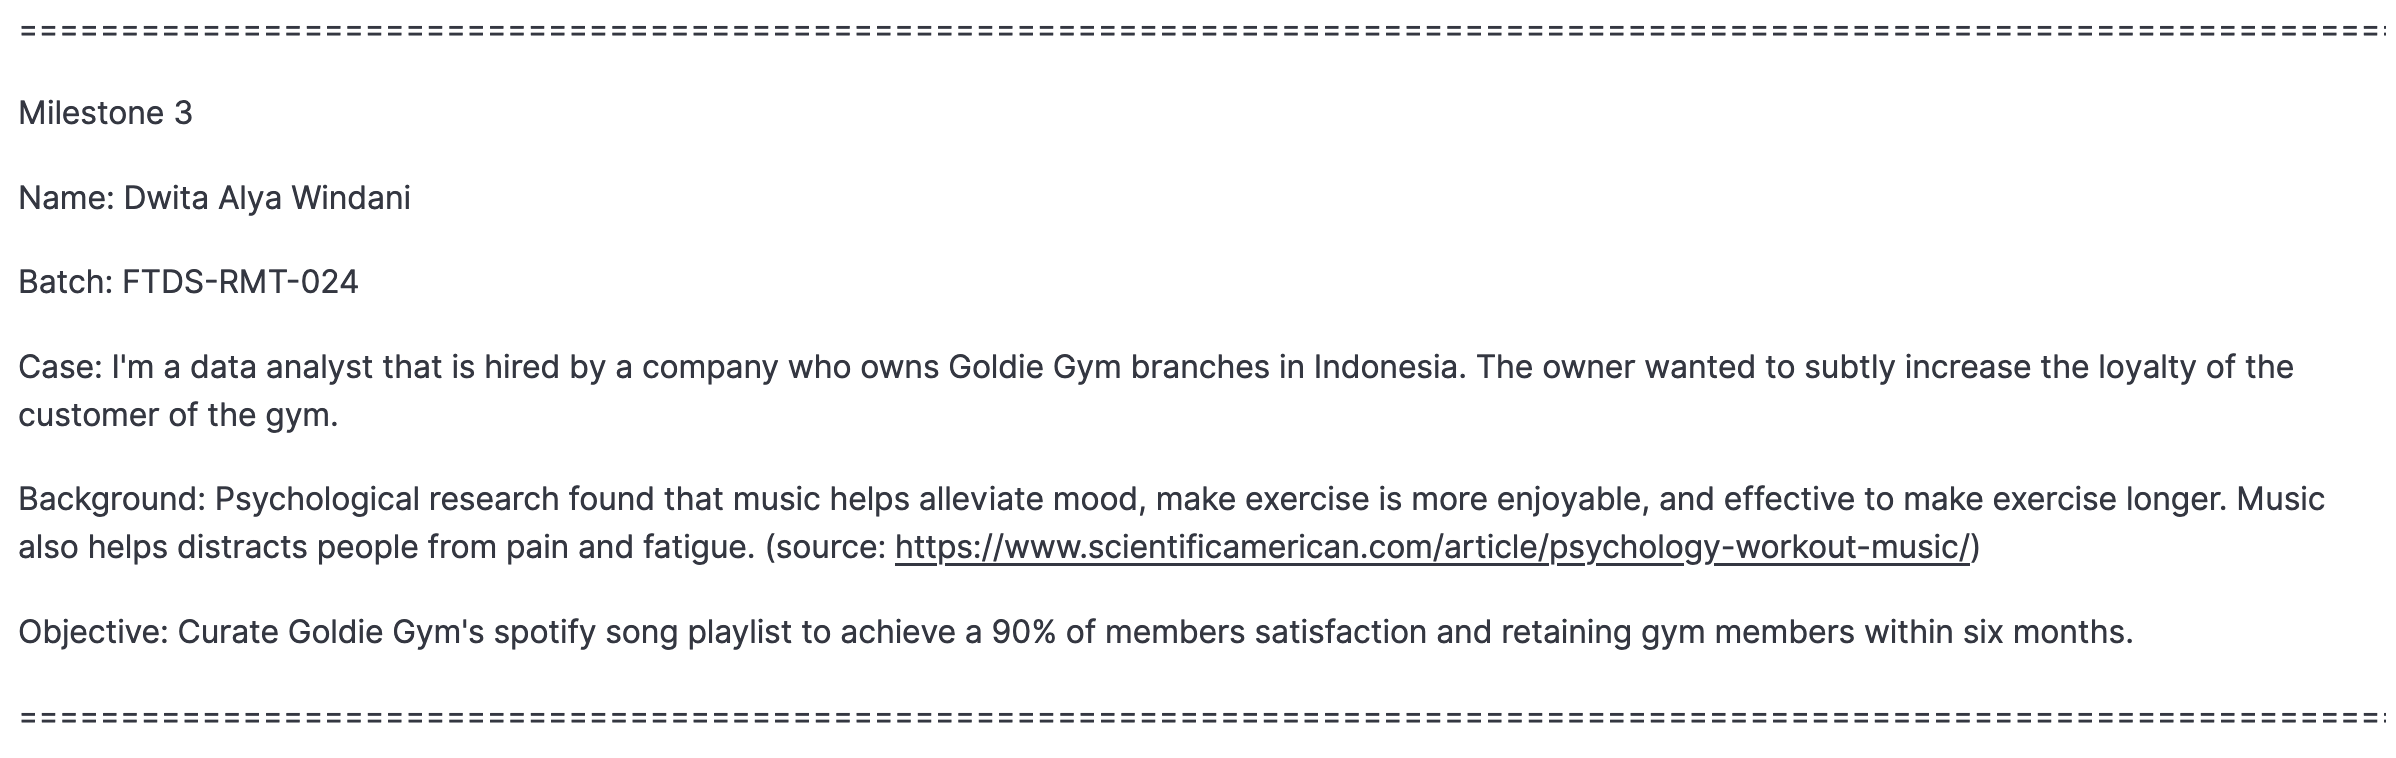 =====================================================================================================================
Milestone 3
Name: Dwita Alya Windani
Batch: FTDS-RMT-024
Case: I'm a data analyst that is hired by a company who owns Goldie Gym branches in Indonesia. The owner wanted to subtly increase the loyalty of the
customer of the gym.
Background: Psychological research found that music helps alleviate mood, make exercise is more enjoyable, and effective to make exercise longer. Music
also helps distracts people from pain and fatigue. (source: https://www.scientificamerican.com/article/psychology-workout-music/)
Objective: Curate Goldie Gym's spotify song playlist to achieve a 90% of members satisfaction and retaining gym members within six months.
=====================================================================================================================